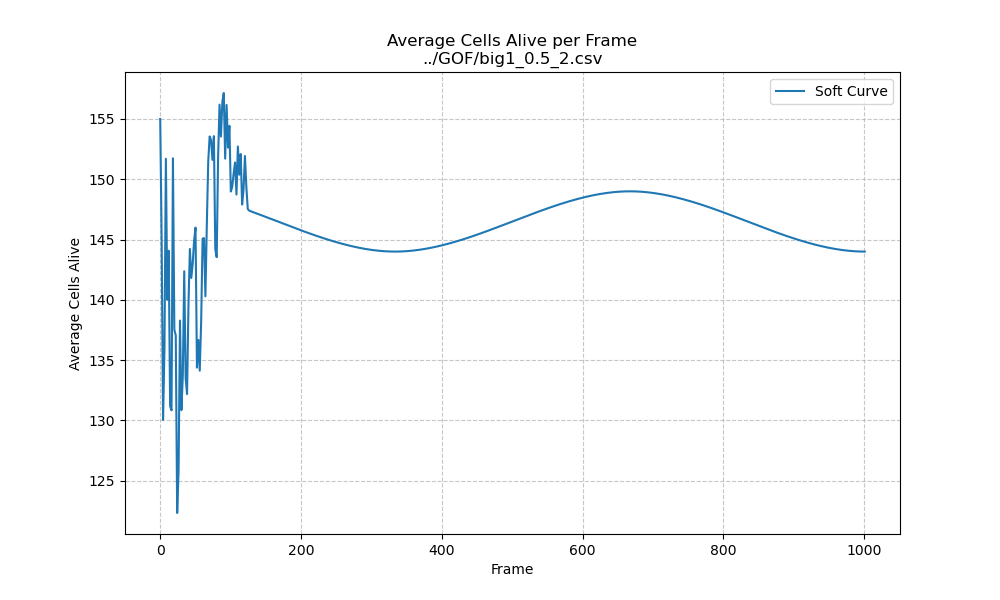 Average Cells Alive per Frame
../GOF/big1_0.5_2.csv
Soft Curve
Average Cells Alive
155
150
145
140
135
130
125
0 200 400 600 800 1000
Frame